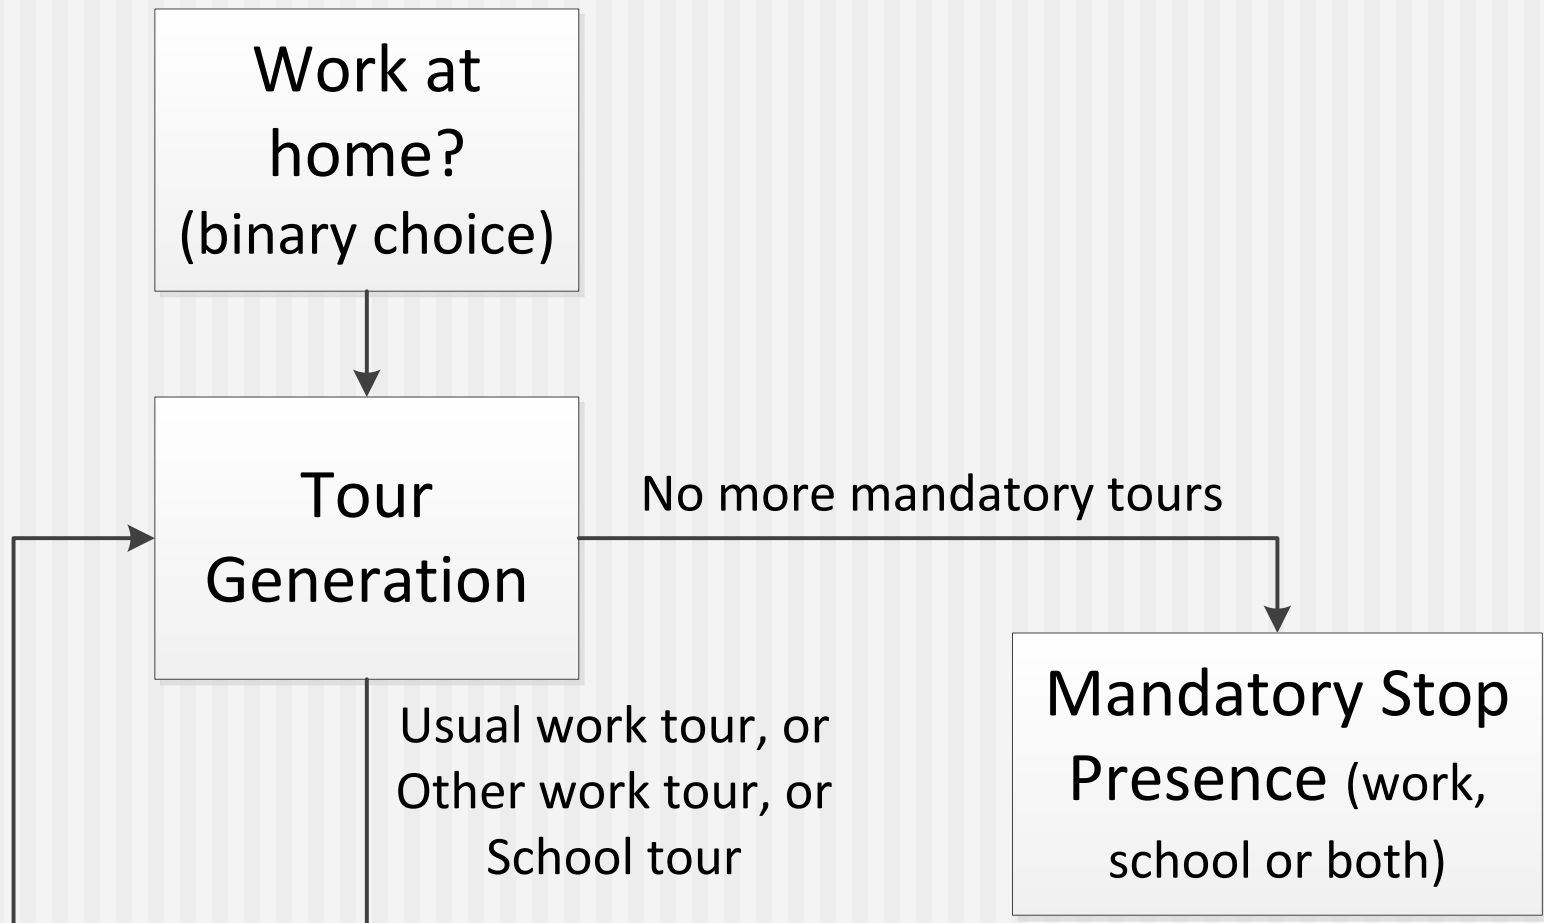 Work at
home?
(binary choice)
Tour
Generation
No more mandatory tours
Usual work tour, or
Other work tour, or
School tour
Mandatory Stop
Presence (work,
school or both)